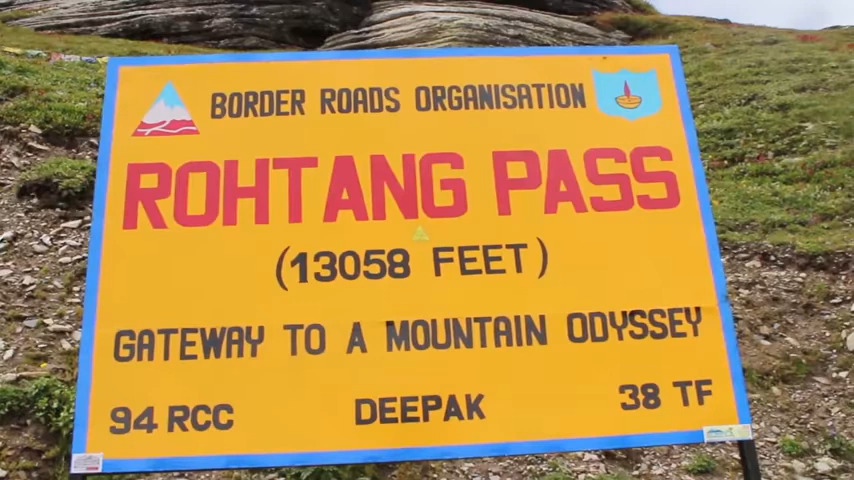 BORDER ROADS ORGANISATION
ROHTANG PASS
(13058 FEET)
GATEWAY TO A MOUNTAIN ODYSSEY
94 RCC DEEPAK 38 TF